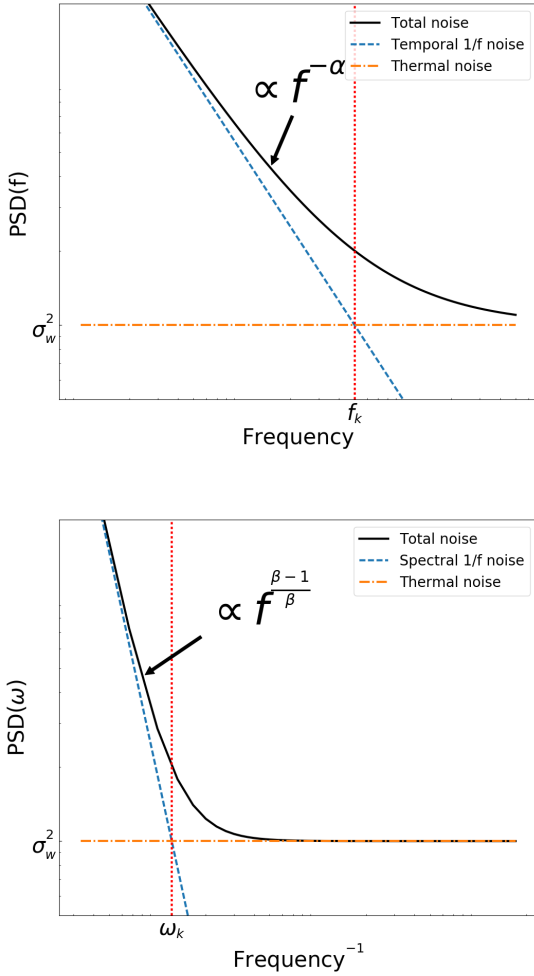 Total noise
Temporal 1/f noise
Thermal noise
∝ f^{-α}
PSD(f)
σ_w^2
f_k
Frequency
Total noise
Spectral 1/f noise
Thermal noise
∝ f^{\frac{β - 1}{β}}
PSD(ω)
σ_w^2
ω_k
Frequency^{-1}